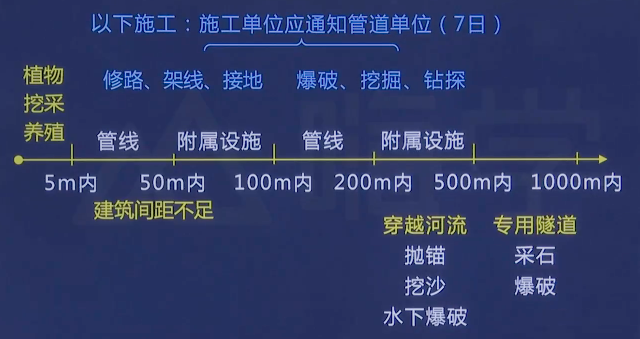 以下施工：施工单位应通知管道单位（7日）
植物
挖采
养殖
修路、架线、接地
爆破、挖掘、钻探
管线
附属设施
管线
附属设施
5m内
50m内
100m内
200m内
500m内
1000m内
建筑间距不足
穿越河流
抛锚
挖沙
水下爆破
专用隧道
采石
爆破